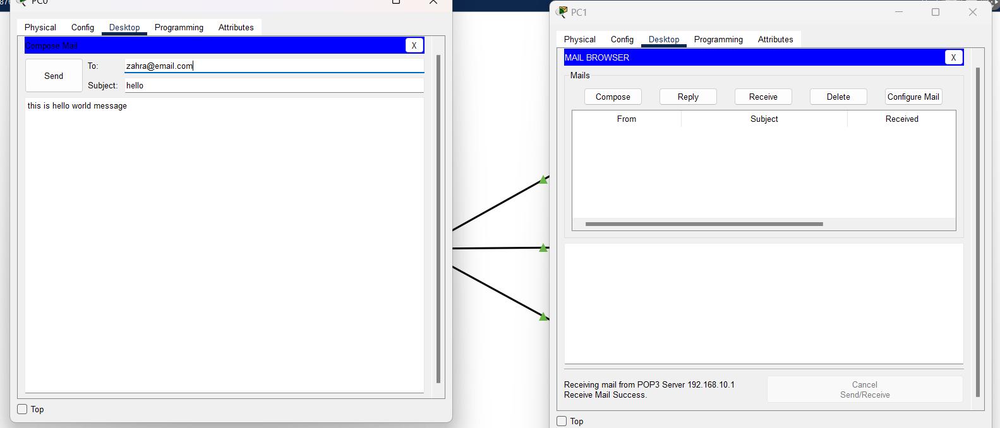 PC0
Physical Config Desktop Programming Attributes
Compose Mail X
Send
To: zahra@email.com
Subject: hello
this is hello world message
Top
PC1
Physical Config Desktop Programming Attributes
MAIL BROWSER X
Mails
Compose Reply Receive Delete Configure Mail
From Subject Received
Receiving mail from POP3 Server 192.168.10.1
Receive Mail Success.
Cancel
Send/Receive
Top